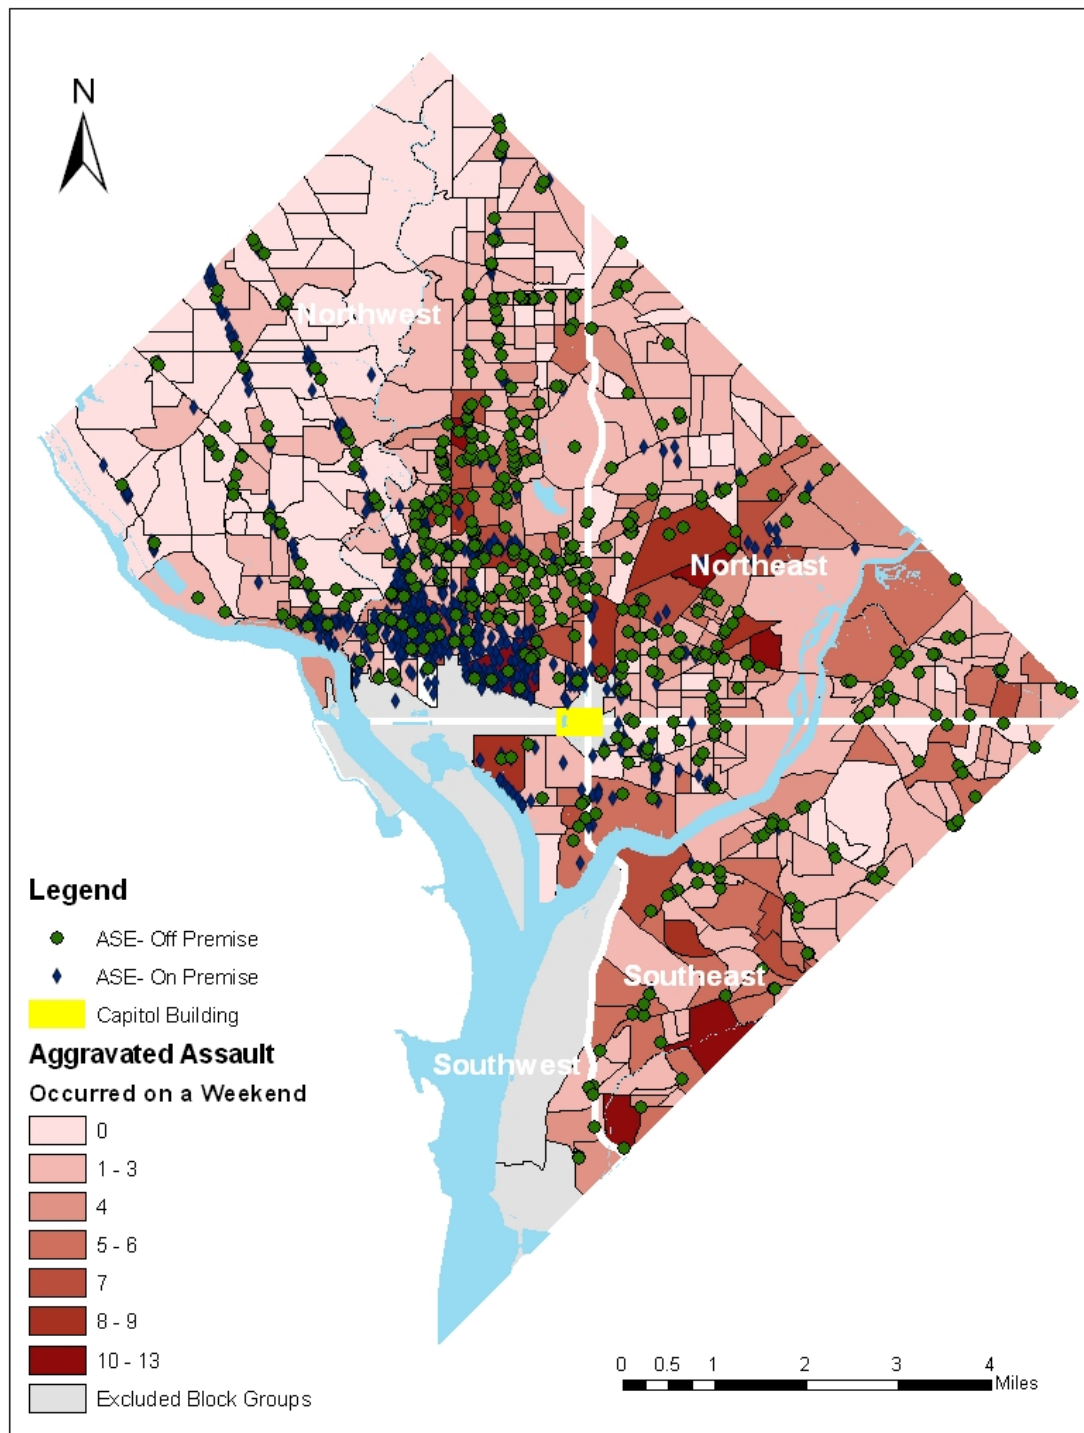 N
Northwest
Northeast
Southeast
Southwest
Legend
ASE- Off Premise
ASE- On Premise
Capitol Building
Aggravated Assault
Occurred on a Weekend
0
1 - 3
4
5 - 6
7
8 - 9
10 - 13
Excluded Block Groups
0 0.5 1 2 3 4
Miles